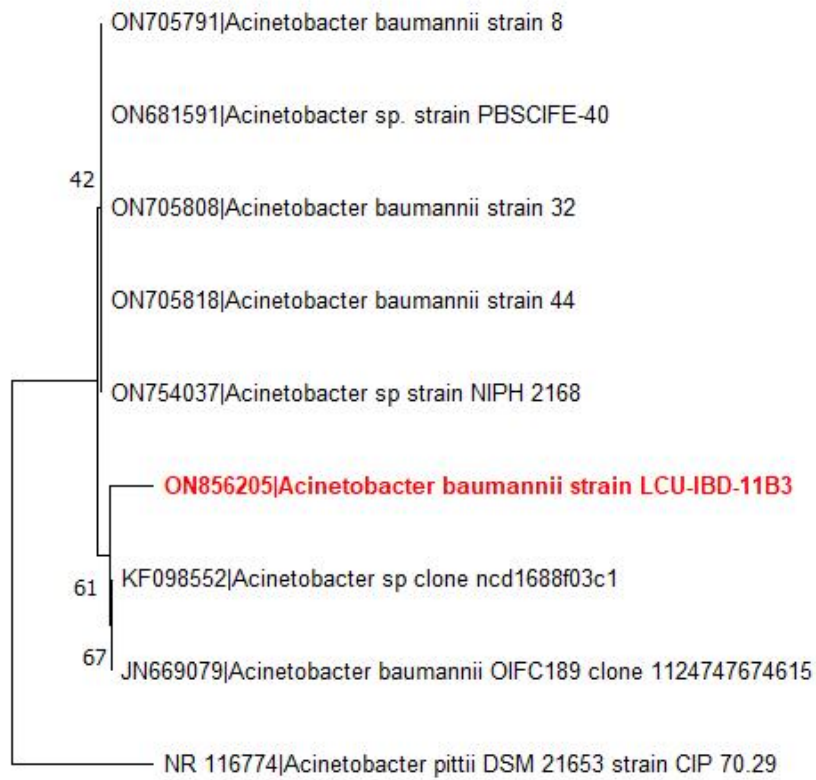 ON705791|Acinetobacter baumannii strain 8
ON681591|Acinetobacter sp. strain PBSCIFE-40
42
ON705808|Acinetobacter baumannii strain 32
ON705818|Acinetobacter baumannii strain 44
ON754037|Acinetobacter sp strain NIPH 2168
ON856205|Acinetobacter baumannii strain LCU-IBD-11B3
61
KF098552|Acinetobacter sp clone ncd1688f03c1
67
JN669079|Acinetobacter baumannii OIFC189 clone 1124747674615
NR 116774|Acinetobacter pittii DSM 21653 strain CIP 70.29